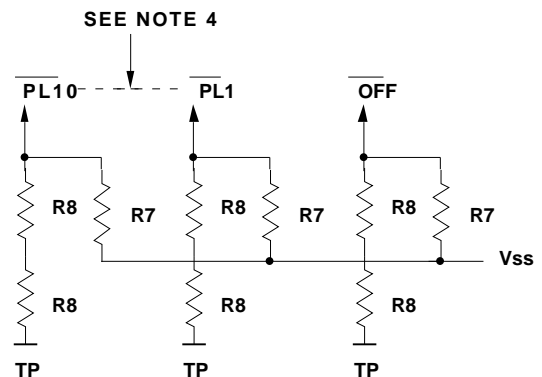 SEE NOTE 4
PL10 PL1 OFF
R8 R7 R8 R7 R8 R7
Vss
R8 R8 R8
TP TP TP